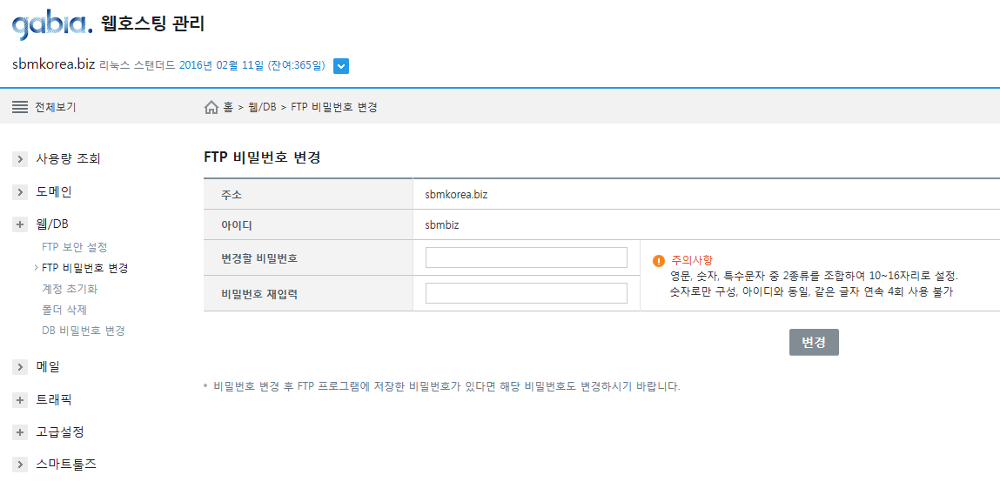 gabia. 웹호스팅 관리
sbmkorea.biz 리눅스 스탠더드 2016년 02월 11일 (잔여:365일)
전체보기
홈 > 웹/DB > FTP 비밀번호 변경
사용량 조회
도메인
웹/DB
FTP 보안 설정
FTP 비밀번호 변경
계정 초기화
폴더 삭제
DB 비밀번호 변경
메일
트래픽
고급설정
스마트툴즈
FTP 비밀번호 변경
주소 sbmkorea.biz
아이디 sbmbiz
변경할 비밀번호
비밀번호 재입력
주의사항
영문, 숫자, 특수문자 중 2종류를 조합하여 10~16자리로 설정.
숫자로만 구성, 아이디와 동일, 같은 글자 연속 4회 사용 불가
변경
비밀번호 변경 후 FTP 프로그램에 저장한 비밀번호가 있다면 해당 비밀번호도 변경하시기 바랍니다.